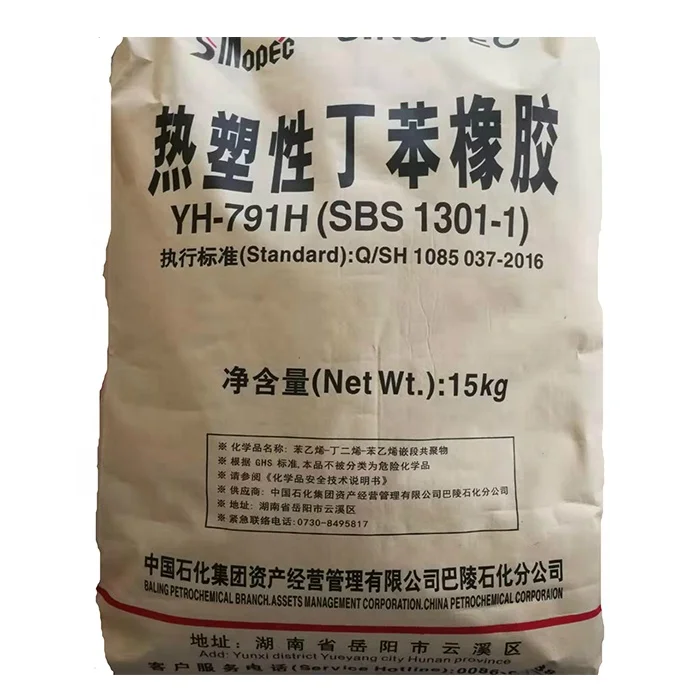 SINOPEC SINOPEC
热塑性丁苯橡胶
YH-791H (SBS 1301-1)
执行标准(Standard):Q/SH 1085 037-2016
净含量(Net Wt.):15kg
※ 化学品名称: 苯乙烯-丁二烯-苯乙烯嵌段共聚物
※ 根据 GHS 标准,本品不被分类为危险化学品
※ 请参阅《化学品安全技术说明书》
※ 供应商: 中国石化集团资产经营管理有限公司巴陵石化分公司
※ 地址: 湖南省岳阳市云溪区
※ 紧急联络电话:0730-8495817
中国石化集团资产经营管理有限公司巴陵石化分公司
BALING PETROCHEMICAL BRANCH.ASSETS MANAGEMENT CORPORATION.CHINA PETROCHEMICAL CORPORAION
地址: 湖南省岳阳市云溪区
Add: Yunxi district Yueyang city Hunan province
客户服务电话(Service Hotline):0086-